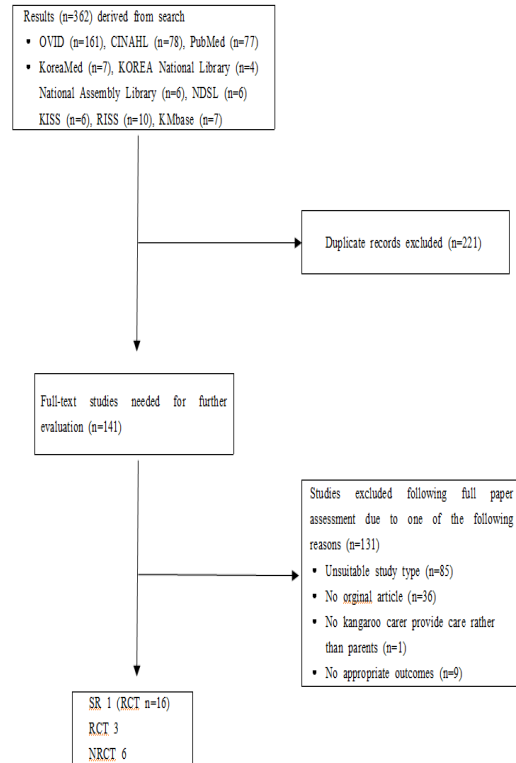 Results (n=362) derived from search
• OVID (n=161), CINAHL (n=78), PubMed (n=77)
• KoreaMed (n=7), KOREA National Library (n=4)
National Assembly Library (n=6), NDSL (n=6)
KISS (n=6), RISS (n=10), KMbase (n=7)
Duplicate records excluded (n=221)
Full-text studies needed for further
evaluation (n=141)
Studies excluded following full paper
assessment due to one of the following
reasons (n=131)
• Unsuitable study type (n=85)
• No orginal article (n=36)
• No kangaroo carer provide care rather
than parents (n=1)
• No appropriate outcomes (n=9)
SR 1 (RCT n=16)
RCT 3
NRCT 6